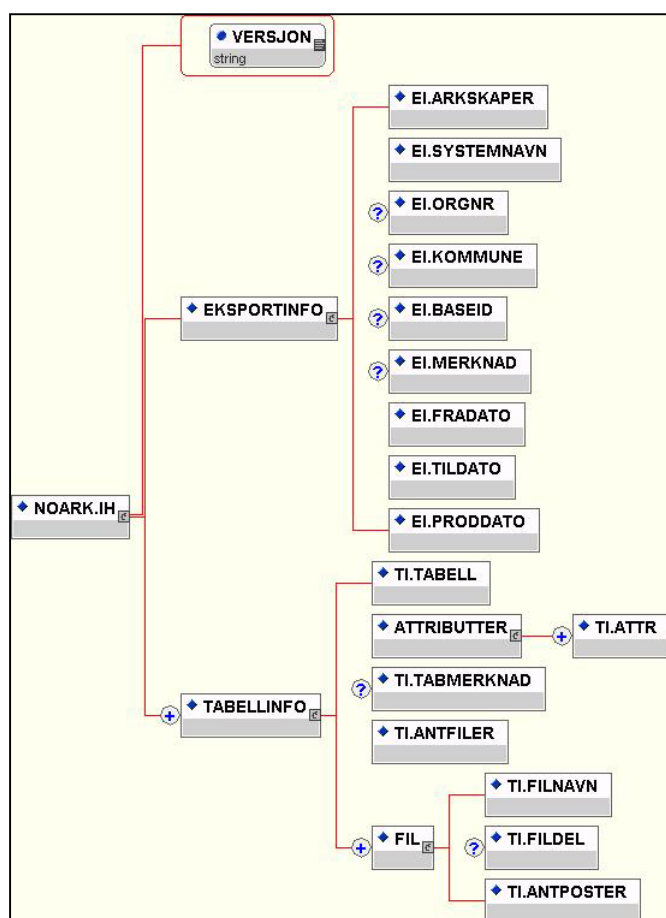 VERSJON
string
EI.ARKSKAPER
EI.SYSTEMNAVN
? EI.ORGNR
? EI.KOMMUNE
EKSPORTINFO
? EI.BASEID
? EI.MERKNAD
EI.FRADATO
EI.TILDATO
NOARK.IH
EI.PRODDATO
TI.TABELL
ATTRIBUTTER + TI.ATTR
? TI.TABMERKNAD
+ TABELLINFO
TI.ANTFILER
TI.FILNAVN
+ FIL
? TI.FILDEL
TI.ANTPOSTER